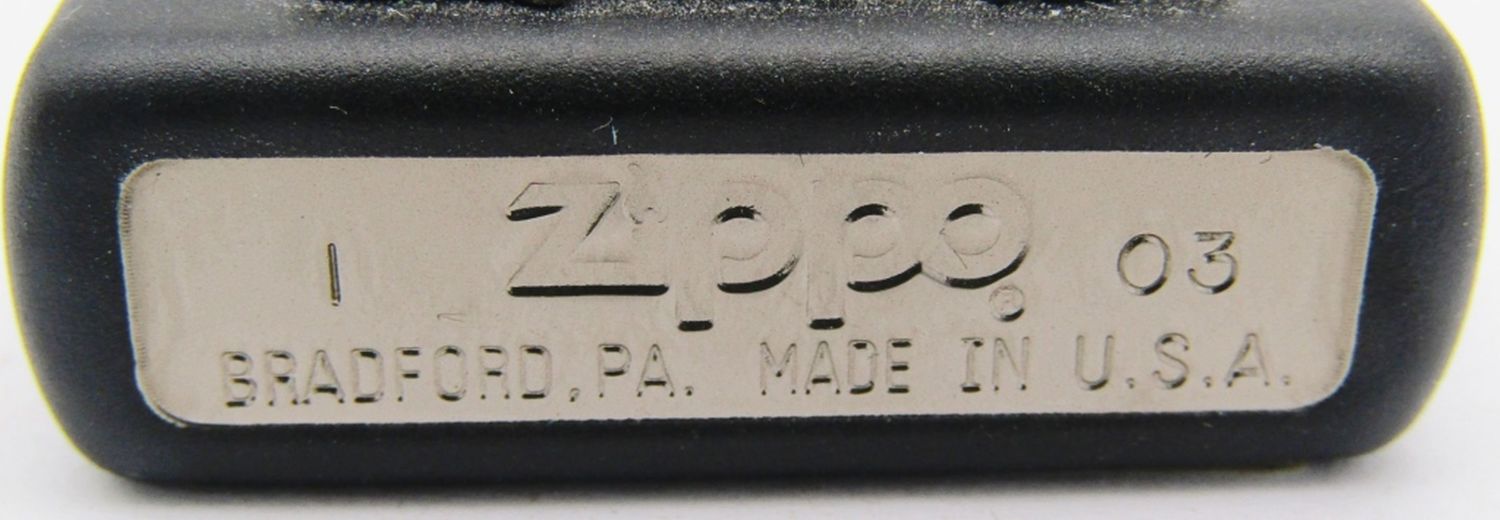 I Zippo® 03
BRADFORD, PA. MADE IN U.S.A.